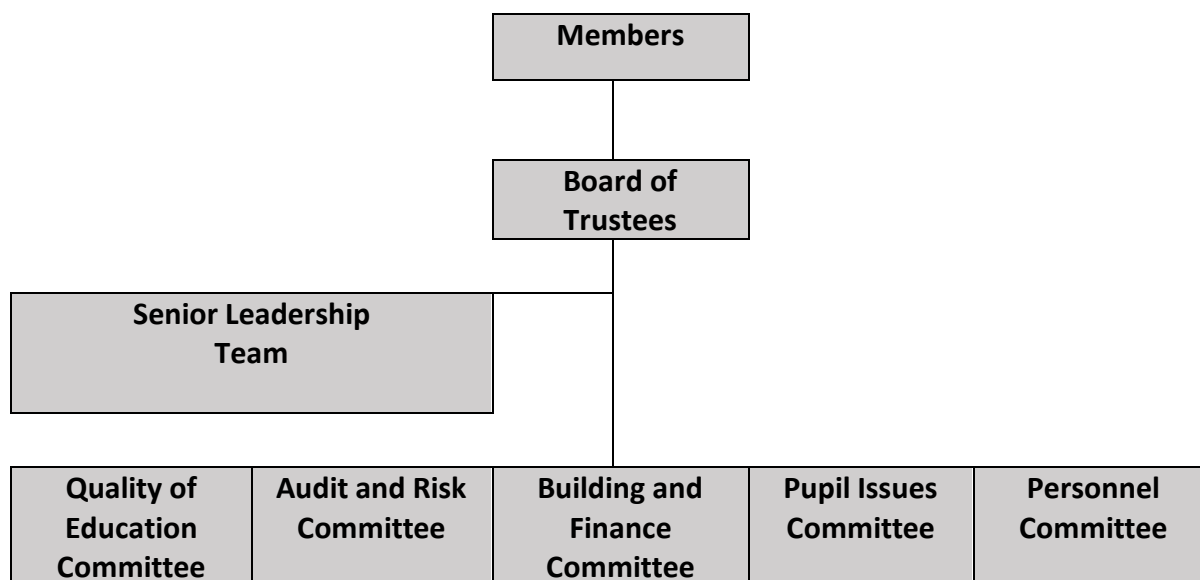 Members
Board of
Trustees
Senior Leadership
Team
Quality of
Education
Committee
Audit and Risk
Committee
Building and
Finance
Committee
Pupil Issues
Committee
Personnel
Committee